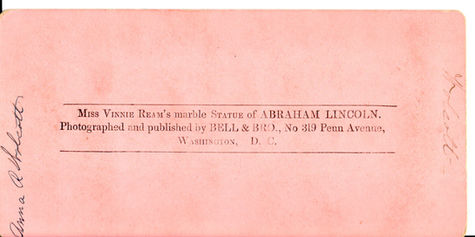 Miss Vinnie Ream's marble Statue of ABRAHAM LINCOLN.
Photographed and published by BELL & BRO., No 319 Penn Avenue,
Washington, D. C.
Anna R Wolcott